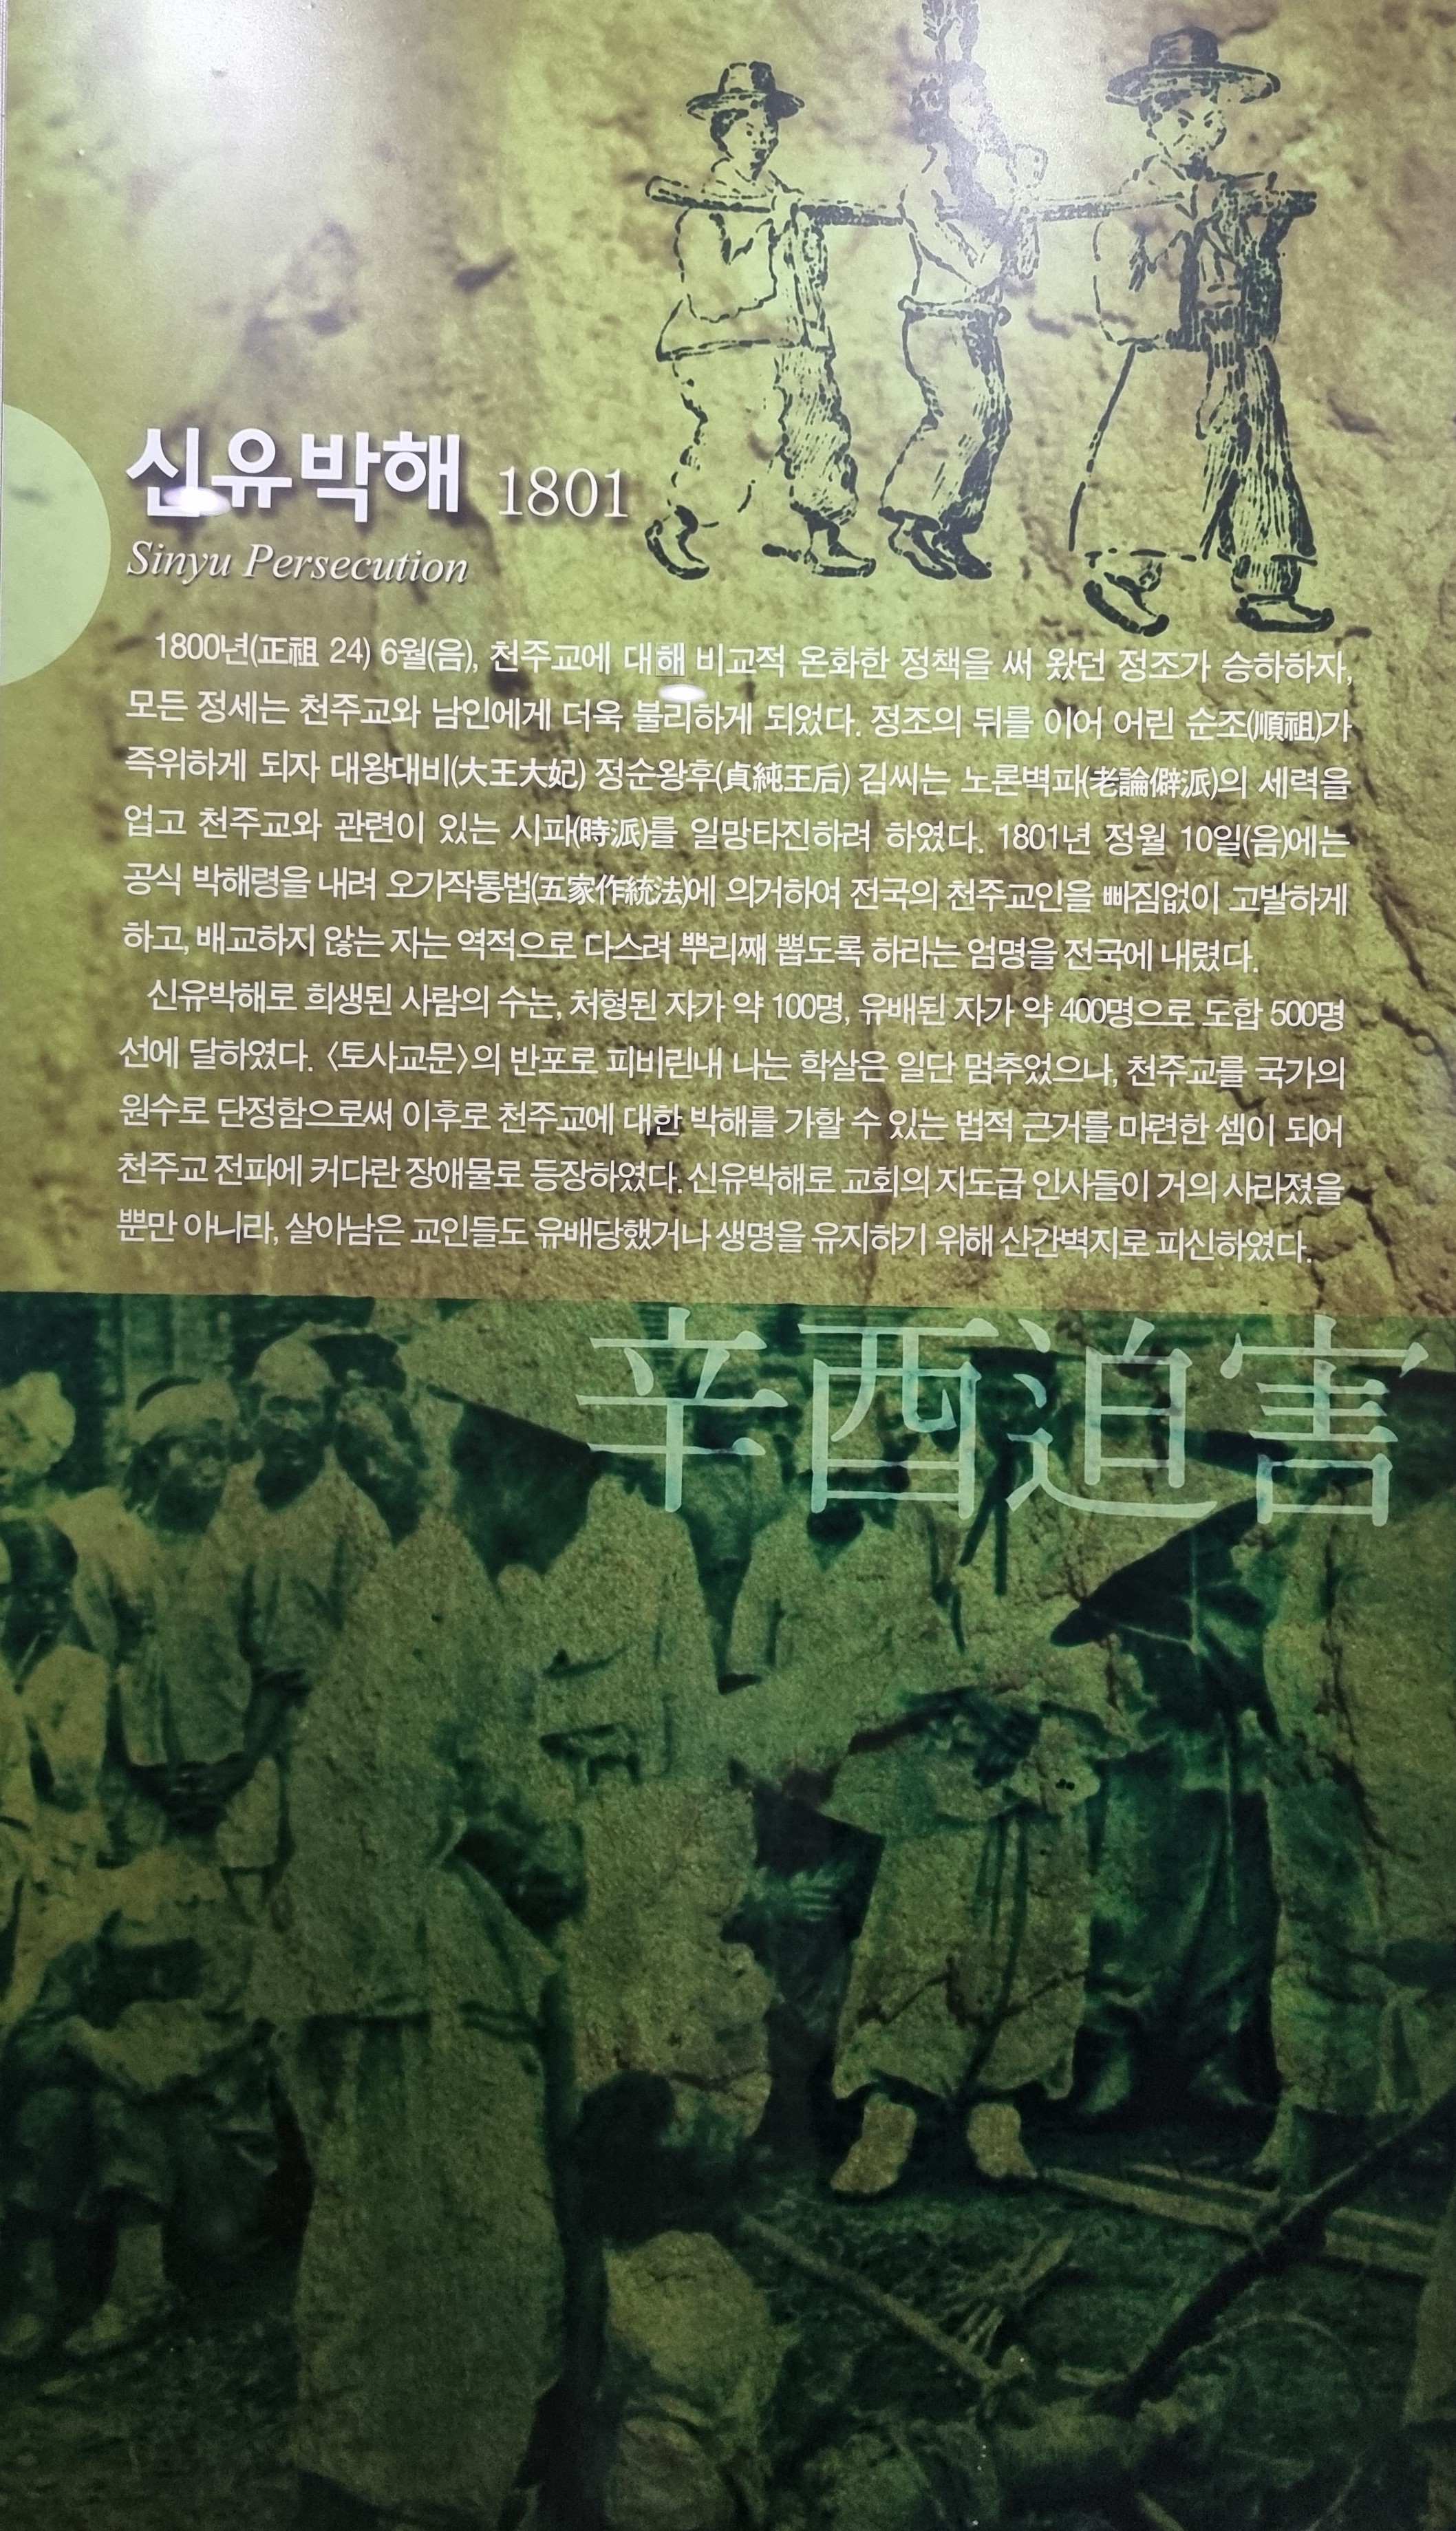 신유박해 1801
Sinyu Persecution
1800년(正祖 24) 6월(음), 천주교에 대해 비교적 온화한 정책을 써 왔던 정조가 승하하자,
모든 정세는 천주교와 남인에게 더욱 불리하게 되었다. 정조의 뒤를 이어 어린 순조(順祖)가
즉위하게 되자 대왕대비(大王大妃) 정순왕후(貞純王后) 김씨는 노론벽파(老論僻派)의 세력을
업고 천주교와 관련이 있는 시파(時派)를 일망타진하려 하였다. 1801년 정월 10일(음)에는
공식 박해령을 내려 오가작통법(五家作統法)에 의거하여 전국의 천주교인을 빠짐없이 고발하게
하고, 배교하지 않는 자는 역적으로 다스려 뿌리째 뽑도록 하라는 엄명을 전국에 내렸다.
신유박해로 희생된 사람의 수는, 처형된 자가 약 100명, 유배된 자가 약 400명으로 도합 500명
선에 달하였다. 〈토사교문〉의 반포로 피비린내 나는 학살은 일단 멈추었으나, 천주교를 국가의
원수로 단정함으로써 이후로 천주교에 대한 박해를 가할 수 있는 법적 근거를 마련한 셈이 되어
천주교 전파에 커다란 장애물로 등장하였다. 신유박해로 교회의 지도급 인사들이 거의 사라졌을
뿐만 아니라, 살아남은 교인들도 유배당했거나 생명을 유지하기 위해 산간벽지로 피신하였다.
辛酉迫害